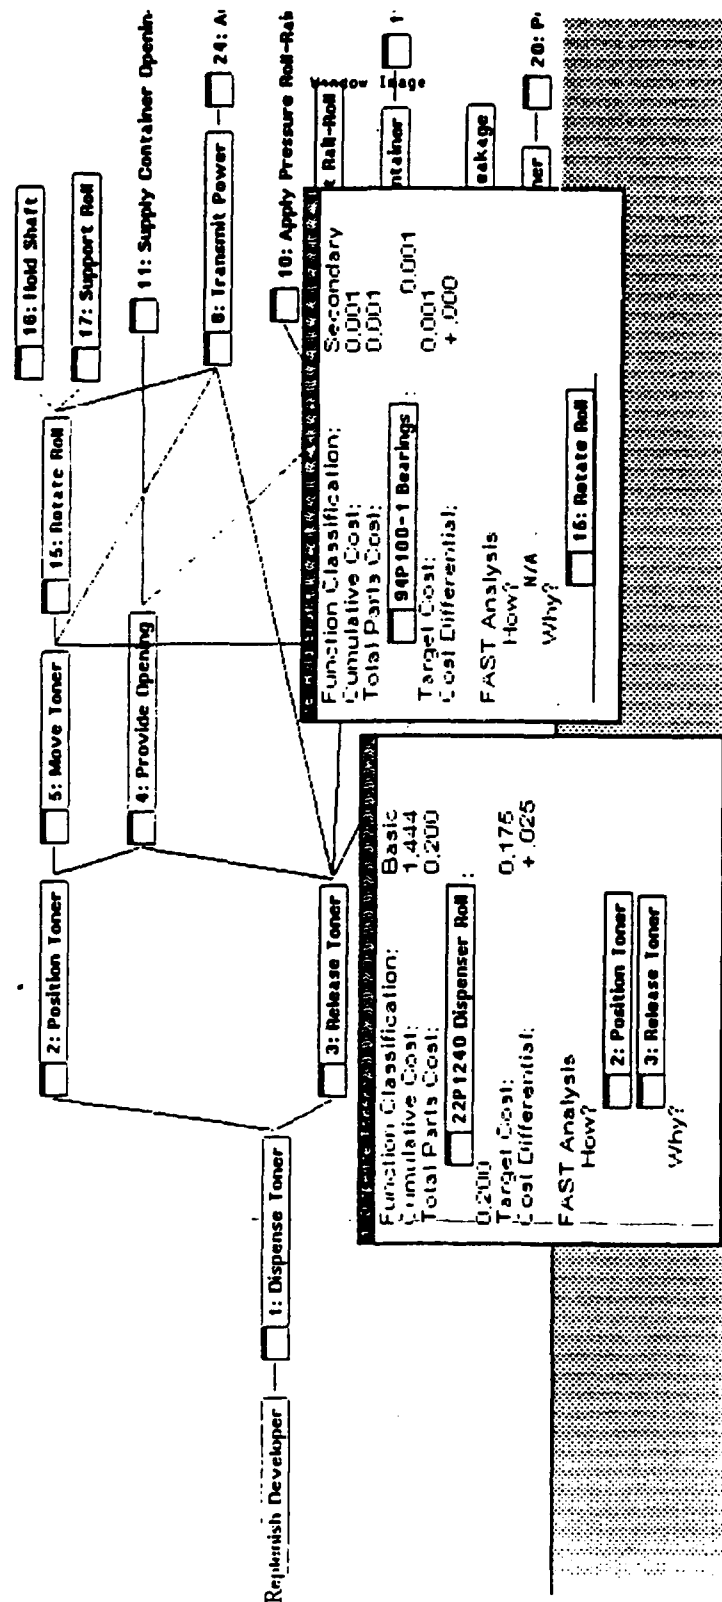 Replenish Developer
1: Dispense Toner
2: Position Toner
3: Release Toner
5: Move Toner
4: Provide Opening
15: Rotate Roll
16: Hold Shaft
17: Support Roll
11: Supply Container Openin-
8: Transmit Power
24: A
10: Apply Pressure Roll-Rai
Window Image
t Rail-Roll
ntainer
1
eakage
ner
20: P
Function Classification: Basic
Cumulative Cost: 1.444
Total Parts Cost: 0.200
22P1240 Dispenser Roll :
0.200
Target Cost: 0.175
Cost Differential: + .025
FAST Analysis
How?
2: Position Toner
3: Release Toner
Why?
Function Classification: Secondary
Cumulative Cost: 0.001
Total Parts Cost: 0.001
94P100-1 Bearings :
0.001
Target Cost: 0.001
Cost Differential: + .000
FAST Analysis
How?
N/A
Why?
15: Rotate Roll